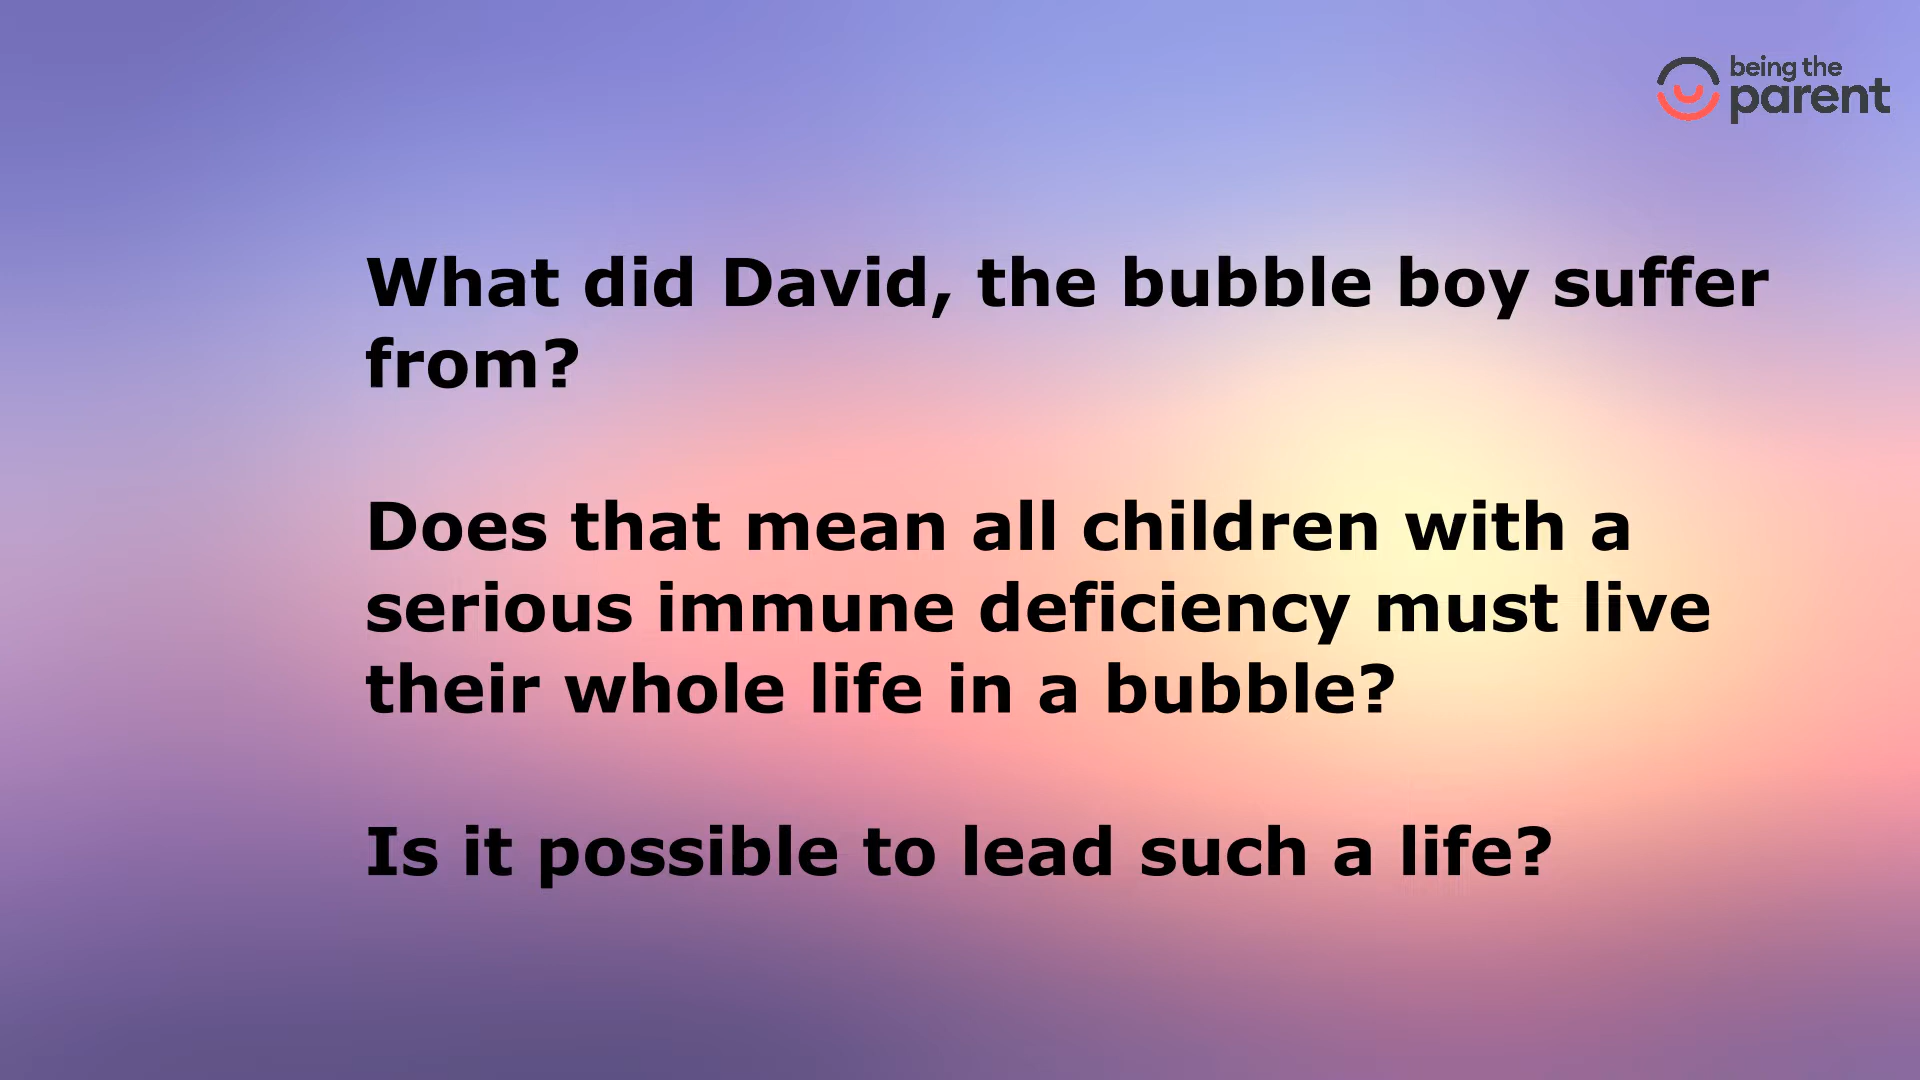 being the
parent
What did David, the bubble boy suffer
from?
Does that mean all children with a
serious immune deficiency must live
their whole life in a bubble?
Is it possible to lead such a life?